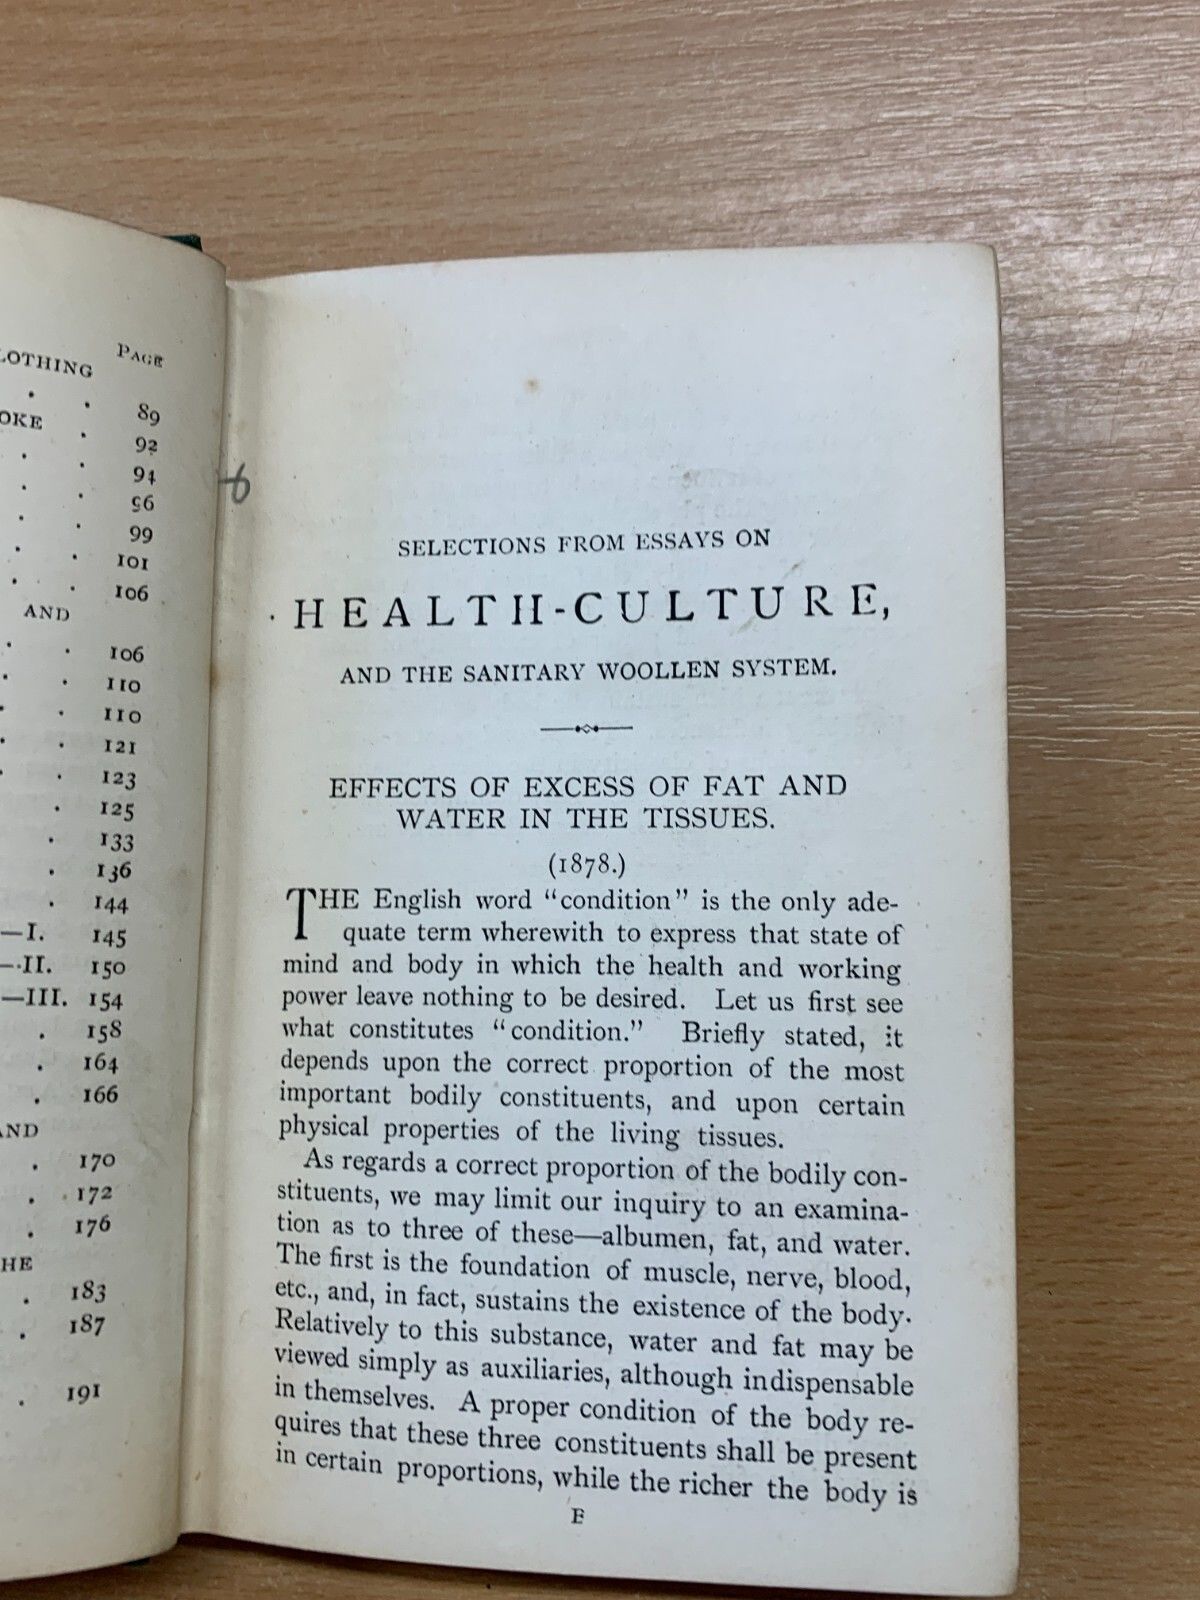 PAGE
LOTHING
89
OKE
92
94
96
99
101
106
AND
106
110
110
121
123
125
133
136
144
—I. 145
—II. 150
—III. 154
158
164
166
AND
170
172
176
HE
183
187
191
SELECTIONS FROM ESSAYS ON
HEALTH-CULTURE,
AND THE SANITARY WOOLLEN SYSTEM.
EFFECTS OF EXCESS OF FAT AND
WATER IN THE TISSUES.
(1878.)
THE English word “condition” is the only ade-
quate term wherewith to express that state of
mind and body in which the health and working
power leave nothing to be desired. Let us first see
what constitutes “condition.” Briefly stated, it
depends upon the correct proportion of the most
important bodily constituents, and upon certain
physical properties of the living tissues.
As regards a correct proportion of the bodily con-
stituents, we may limit our inquiry to an examina-
tion as to three of these—albumen, fat, and water.
The first is the foundation of muscle, nerve, blood,
etc., and, in fact, sustains the existence of the body.
Relatively to this substance, water and fat may be
viewed simply as auxiliaries, although indispensable
in themselves. A proper condition of the body re-
quires that these three constituents shall be present
in certain proportions, while the richer the body is